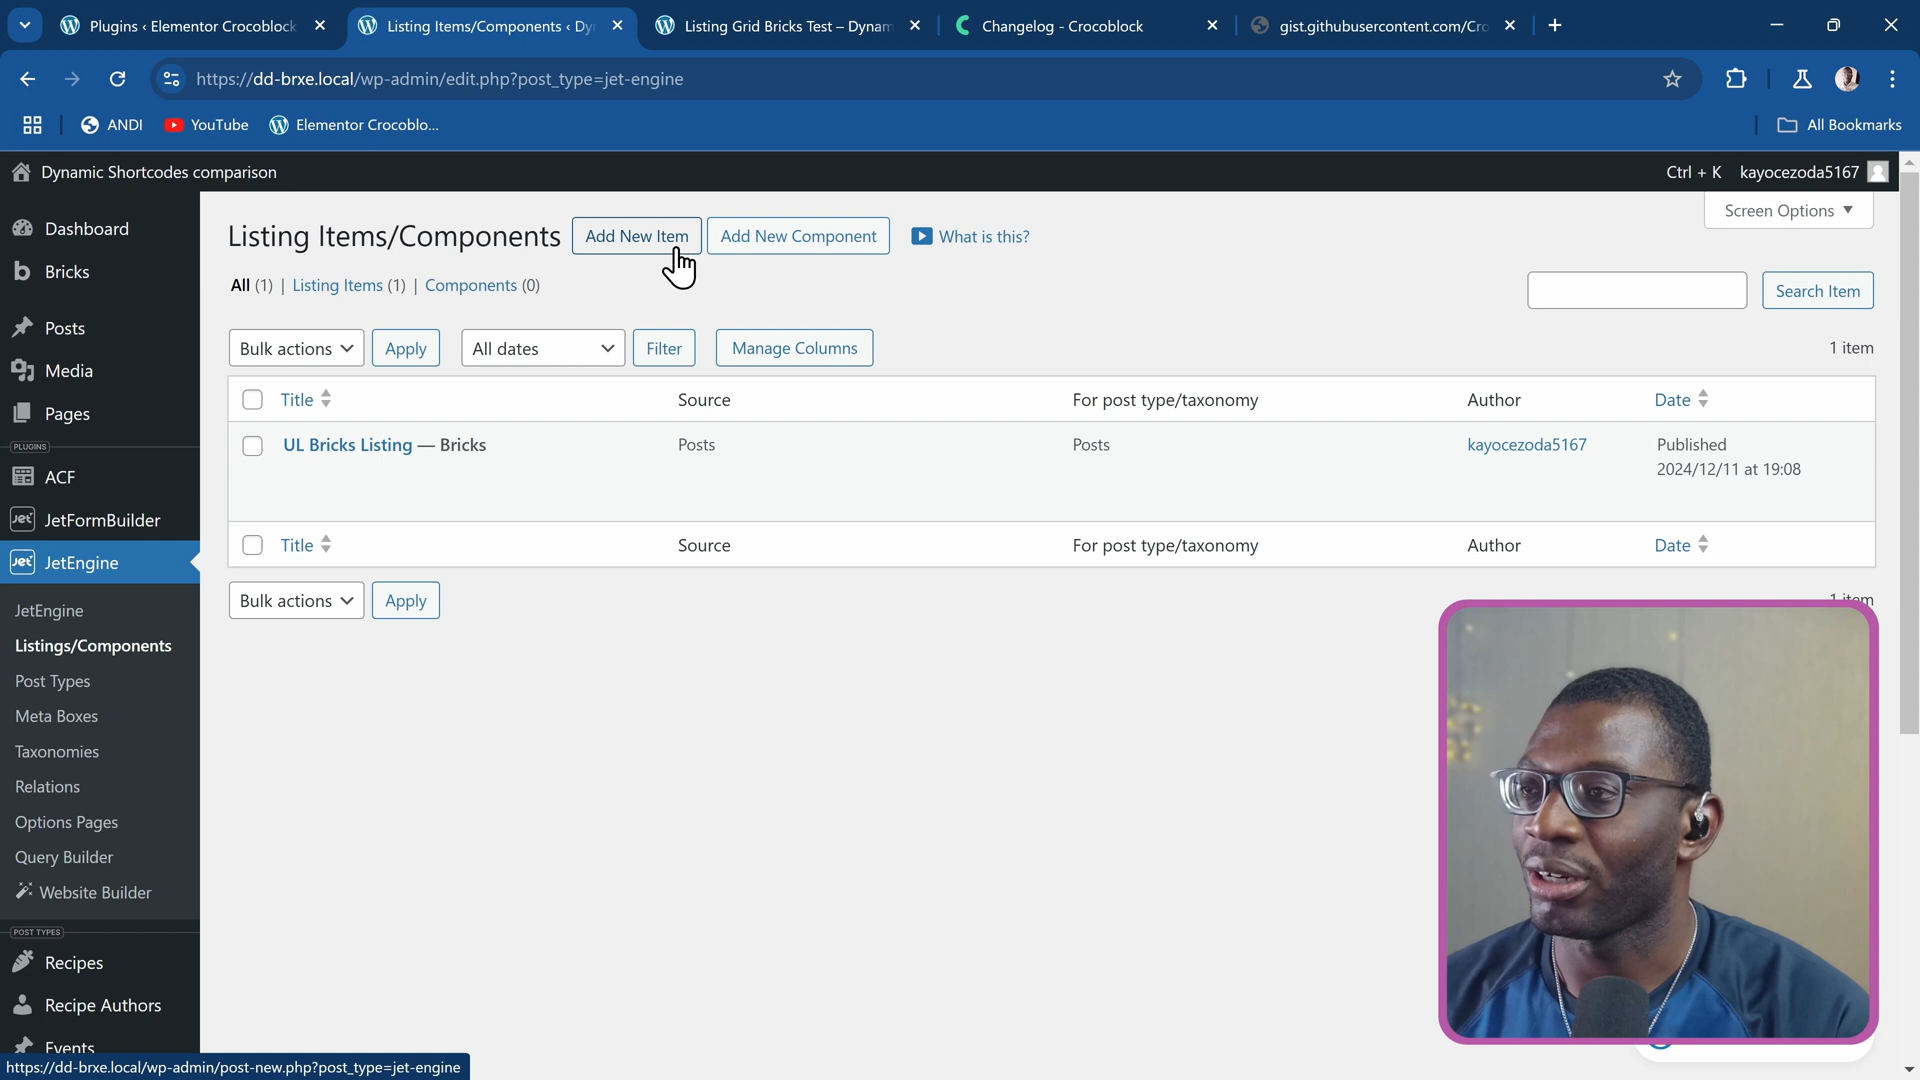 Plugins ‹ Elementor Crocoblock
Listing Items/Components ‹ Dy
Listing Grid Bricks Test – Dynam
Changelog - Crocoblock
gist.githubusercontent.com/Cro
https://dd-brxe.local/wp-admin/edit.php?post_type=jet-engine
ANDI
YouTube
Elementor Crocoblo...
All Bookmarks
Dynamic Shortcodes comparison
Ctrl + K
kayocezoda5167
Dashboard
Bricks
Posts
Media
Pages
PLUGINS
ACF
JetFormBuilder
JetEngine
JetEngine
Listings/Components
Post Types
Meta Boxes
Taxonomies
Relations
Options Pages
Query Builder
Website Builder
POST TYPES
Recipes
Recipe Authors
Events
Screen Options
Listing Items/Components
Add New Item
Add New Component
What is this?
All (1) | Listing Items (1) | Components (0)
Search Item
Bulk actions
Apply
All dates
Filter
Manage Columns
1 item
Title
Source
For post type/taxonomy
Author
Date
UL Bricks Listing — Bricks
Posts
Posts
kayocezoda5167
Published
2024/12/11 at 19:08
Title
Source
For post type/taxonomy
Author
Date
Bulk actions
Apply
1 item
https://dd-brxe.local/wp-admin/post-new.php?post_type=jet-engine